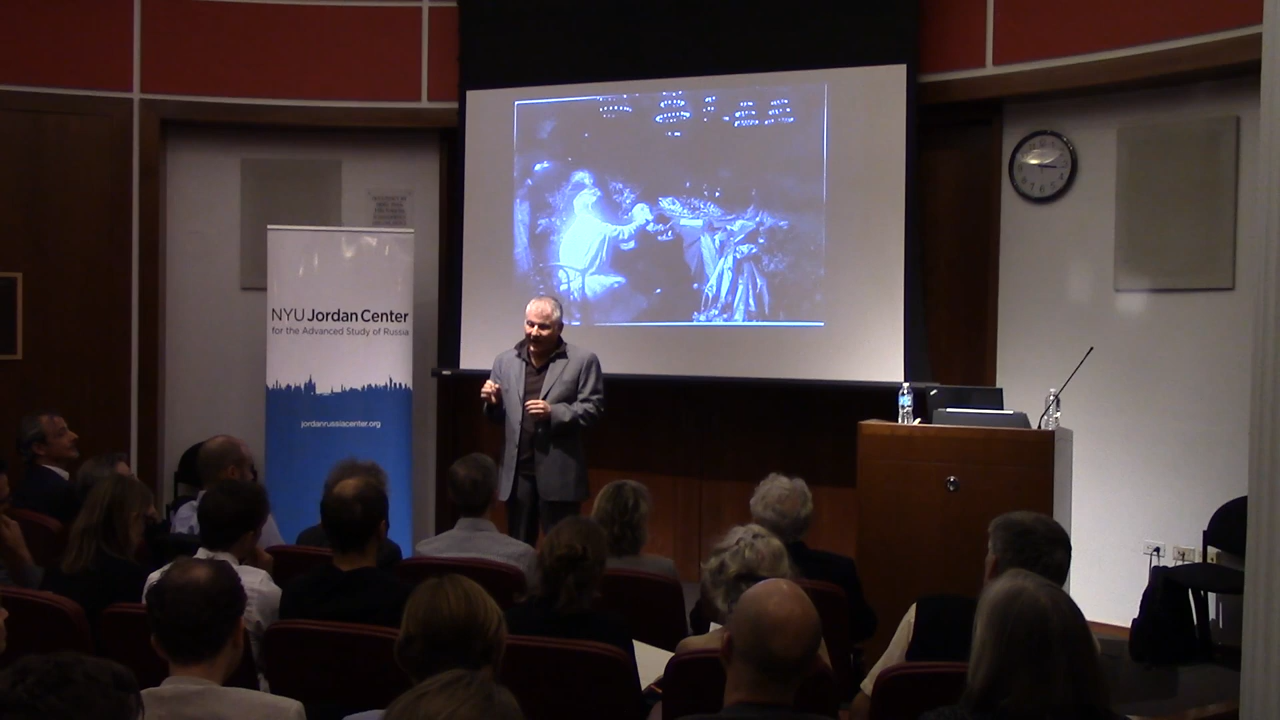 NYU Jordan Center
for the Advanced Study of Russia
jordanrussiacenter.org